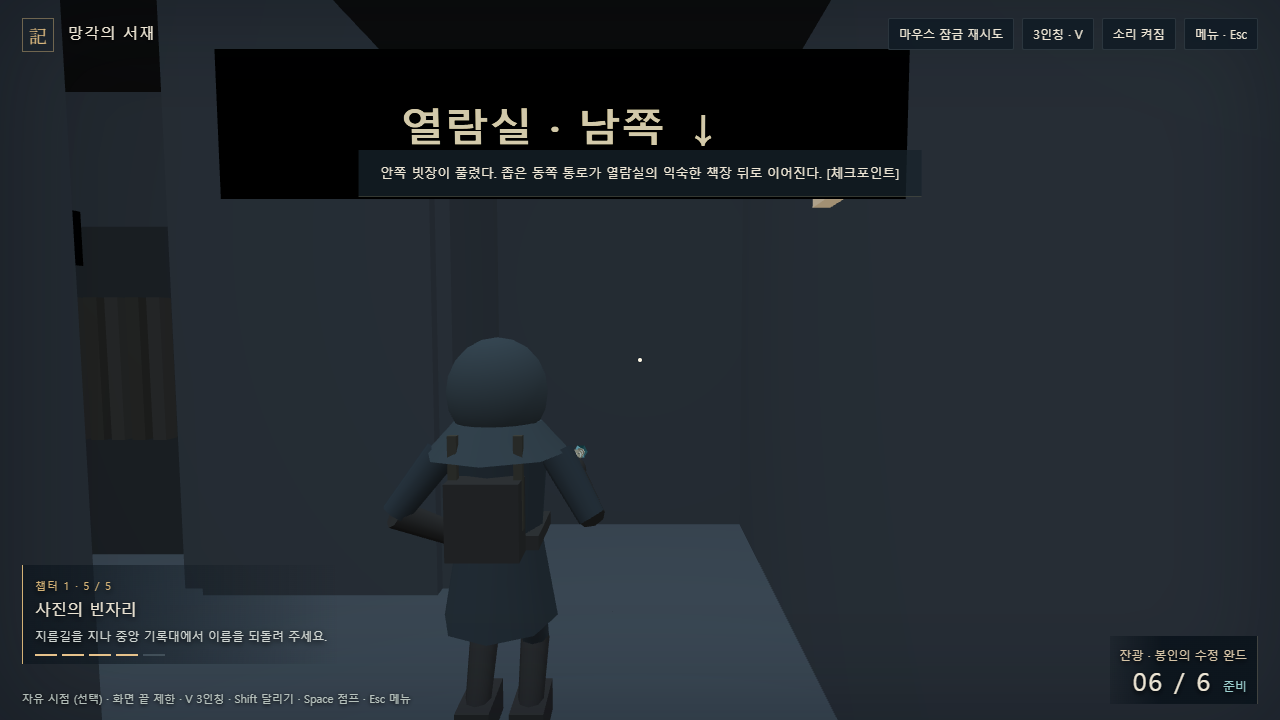 記 망각의 서재
마우스 잠금 재시도
3인칭 · V
소리 켜짐
메뉴 · Esc
열람실 · 남쪽 ↓
안쪽 빗장이 풀렸다. 좁은 동쪽 통로가 열람실의 익숙한 책장 뒤로 이어진다. [체크포인트]
챕터 1 · 5 / 5
사진의 빈자리
지름길을 지나 중앙 기록대에서 이름을 되돌려 주세요.
자유 시점 (선택) · 화면 끝 제한 · V 3인칭 · Shift 달리기 · Space 점프 · Esc 메뉴
잔광 · 봉인의 수정 완드
06 / 6 준비